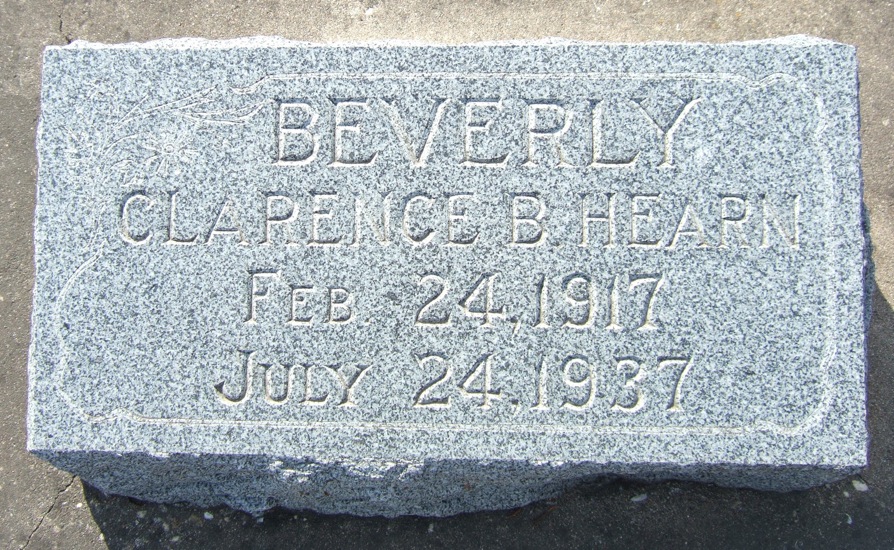 BEVERLY
CLARENCE B. HEARN
FEB. 24, 1917
JULY 24, 1937